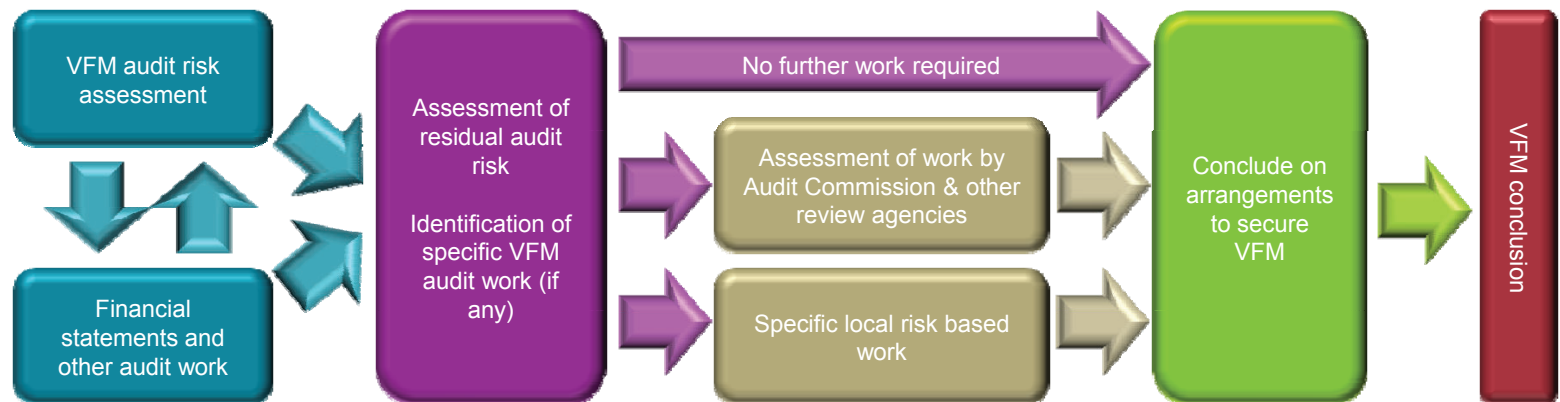 VFM audit risk
assessment
Financial
statements and
other audit work
Assessment of
residual audit
risk
Identification of
specific VFM
audit work (if
any)
No further work required
Assessment of work by
Audit Commission & other
review agencies
Specific local risk based
work
Conclude on
arrangements
to secure
VFM
VFM conclusion